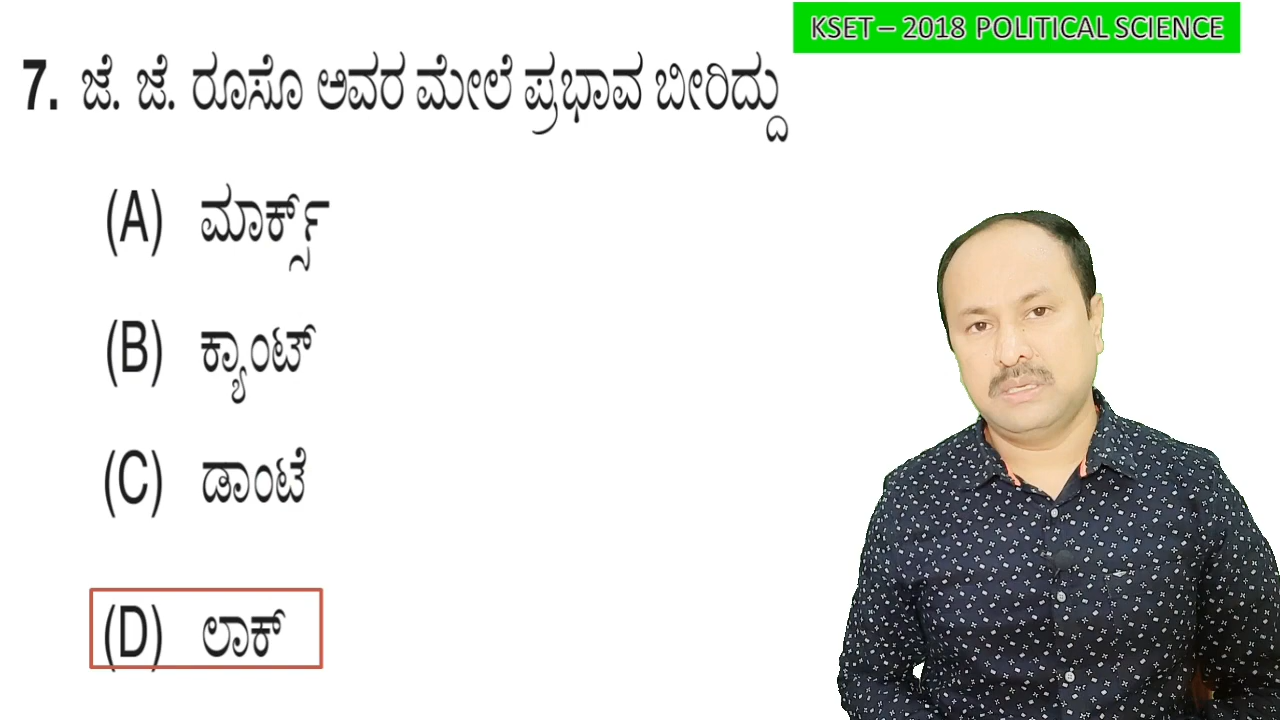 KSET – 2018 POLITICAL SCIENCE
7. ಜೆ. ಜೆ. ರೂಸೊ ಅವರ ಮೇಲೆ ಪ್ರಭಾವ ಬೀರಿದ್ದು
(A) ಮಾರ್ಕ್ಸ್
(B) ಕ್ಯಾಂಟ್
(C) ಡಾಂಟೆ
(D) ಲಾಕ್